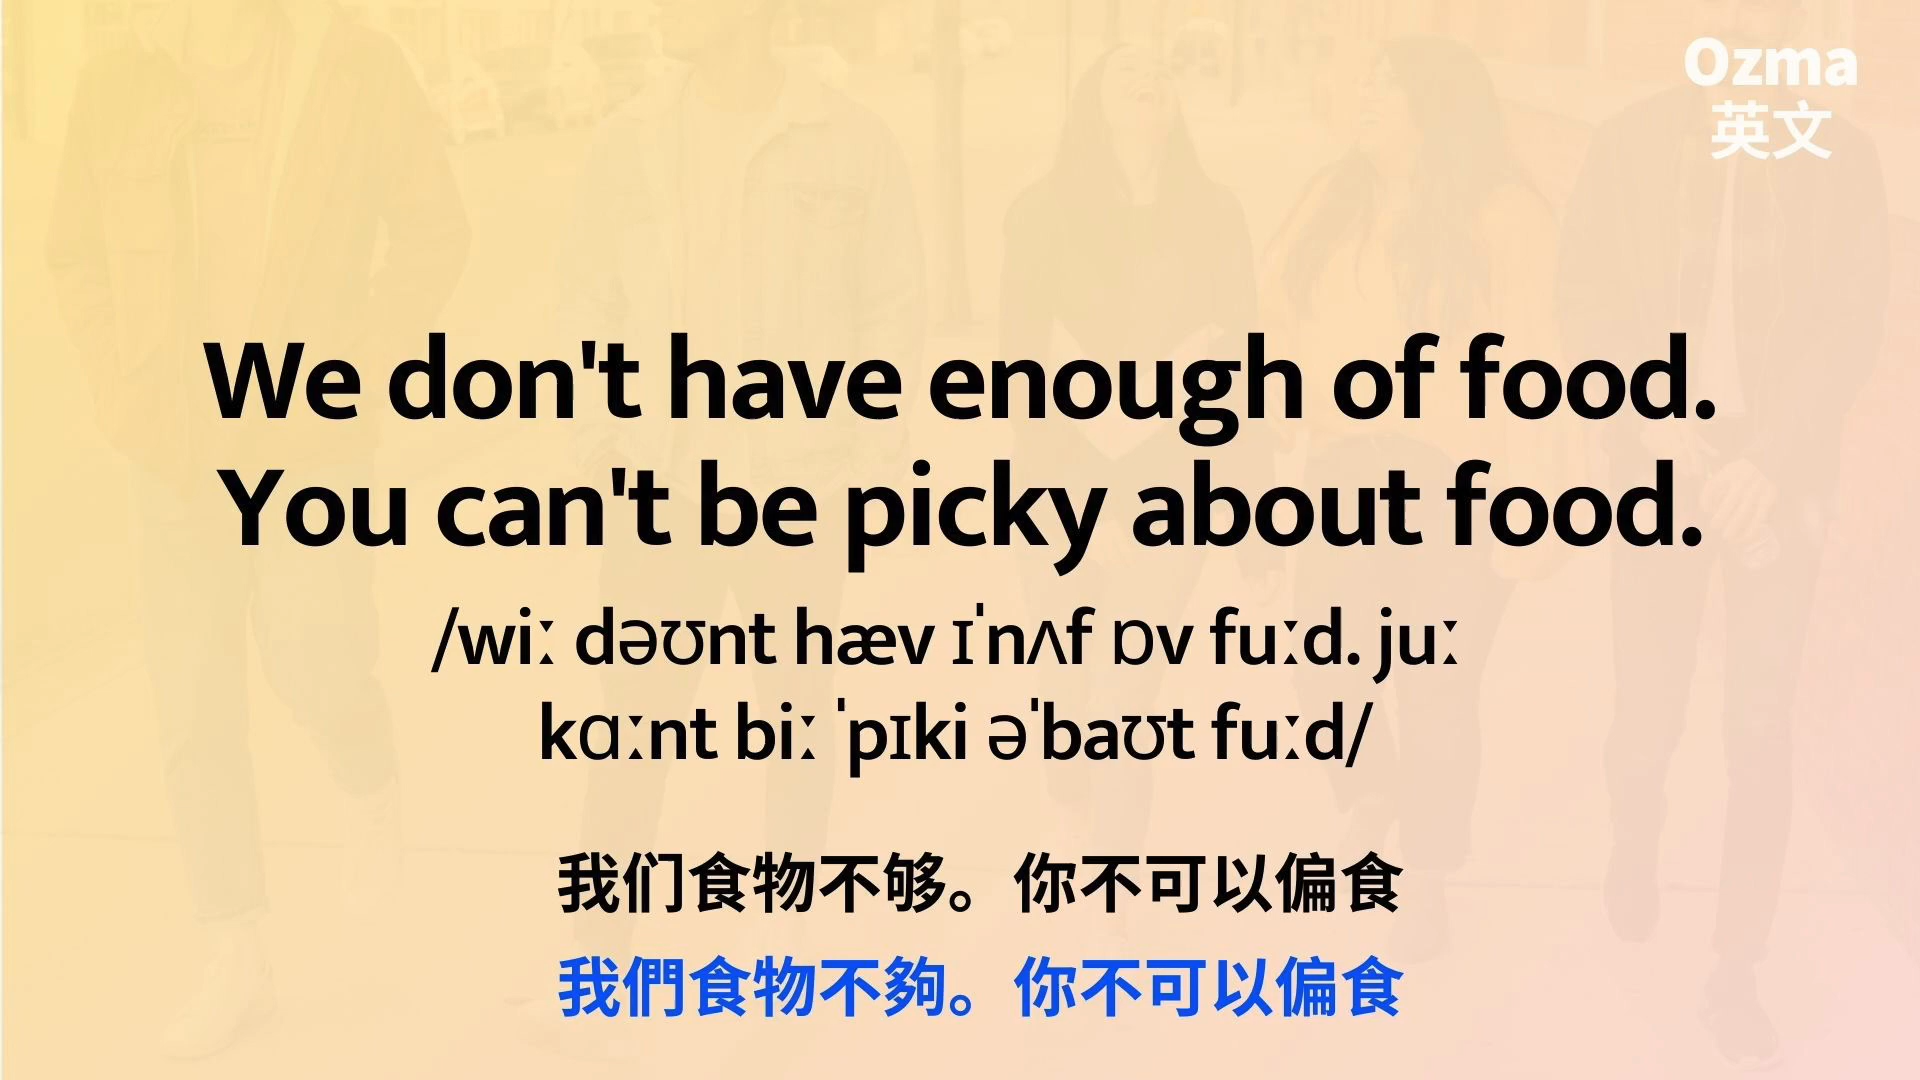 Ozma
英文
We don't have enough of food.
You can't be picky about food.
/wiː dəʊnt hæv ɪˈnʌf ɒv fuːd. juː
kɑːnt biː ˈpɪki əˈbaʊt fuːd/
我们食物不够。你不可以偏食
我們食物不夠。你不可以偏食